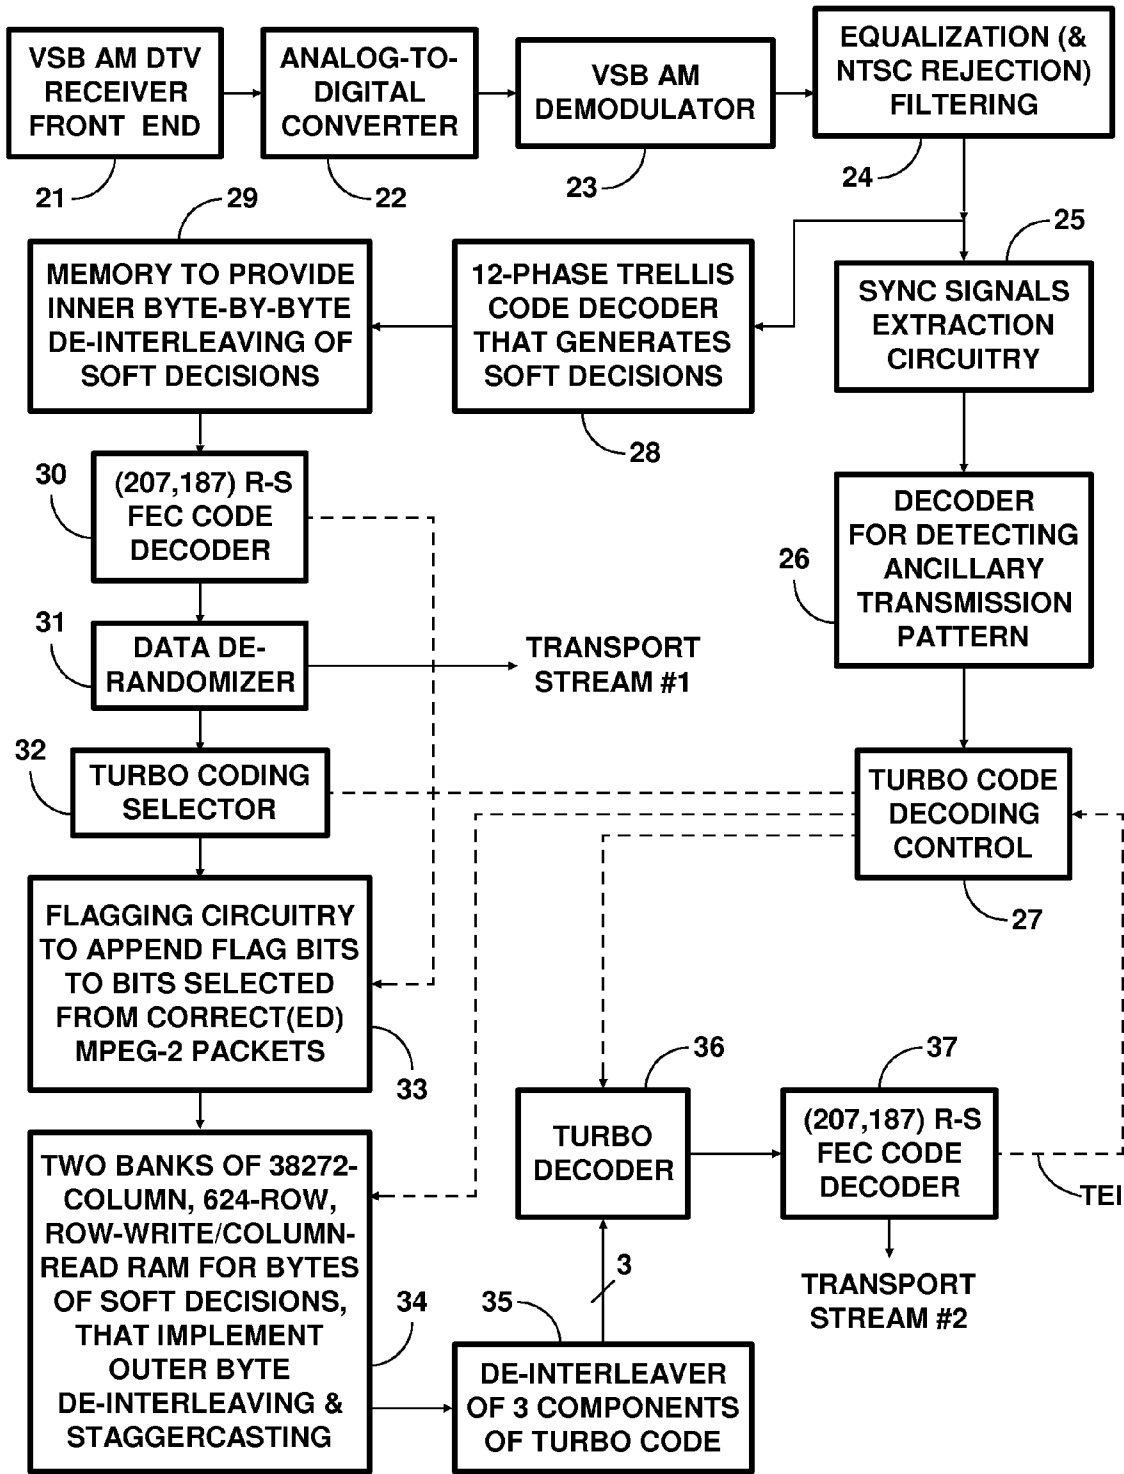 VSB AM DTV
RECEIVER
FRONT END
21
ANALOG-TO-
DIGITAL
CONVERTER
22
VSB AM
DEMODULATOR
23
EQUALIZATION (&
NTSC REJECTION)
FILTERING
24
29
MEMORY TO PROVIDE
INNER BYTE-BY-BYTE
DE-INTERLEAVING OF
SOFT DECISIONS
12-PHASE TRELLIS
CODE DECODER
THAT GENERATES
SOFT DECISIONS
28
25
SYNC SIGNALS
EXTRACTION
CIRCUITRY
30
(207,187) R-S
FEC CODE
DECODER
26
DECODER
FOR DETECTING
ANCILLARY
TRANSMISSION
PATTERN
31
DATA DE-
RANDOMIZER
TRANSPORT
STREAM #1
32
TURBO CODING
SELECTOR
TURBO CODE
DECODING
CONTROL
27
FLAGGING CIRCUITRY
TO APPEND FLAG BITS
TO BITS SELECTED
FROM CORRECT(ED)
MPEG-2 PACKETS
33
36
TURBO
DECODER
37
(207,187) R-S
FEC CODE
DECODER
TEI
TRANSPORT
STREAM #2
TWO BANKS OF 38272-
COLUMN, 624-ROW,
ROW-WRITE/COLUMN-
READ RAM FOR BYTES
OF SOFT DECISIONS,
THAT IMPLEMENT
OUTER BYTE
DE-INTERLEAVING &
STAGGERCASTING
34
3
35
DE-INTERLEAVER
OF 3 COMPONENTS
OF TURBO CODE